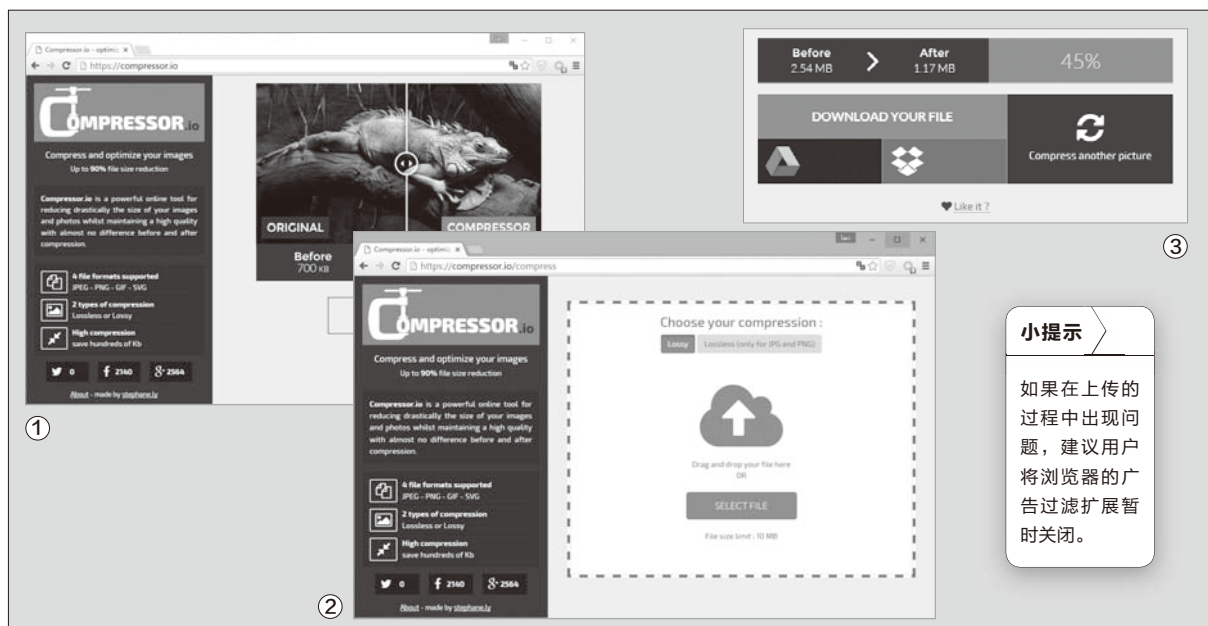 Compressor.io - optimi
https://compressor.io
COMPRESSOR.io
Compress and optimize your images
Up to 90% file size reduction
Compressor.io is a powerful online tool for
reducing drastically the size of your images
and photos whilst maintaining a high quality
with almost no difference before and after
compression.
4 file formats supported
JPEG - PNG - GIF - SVG
2 types of compression
Lossless or Lossy
High compression
save hundreds of Kb
0 2140 2564
About - made by stephane.ly
ORIGINAL
COMPRESSOR
Before
700 KB
①
Compressor.io - optimi
https://compressor.io/compress
COMPRESSOR.io
Compress and optimize your images
Up to 90% file size reduction
Compressor.io is a powerful online tool for
reducing drastically the size of your images
and photos whilst maintaining a high quality
with almost no difference before and after
compression.
4 file formats supported
JPEG - PNG - GIF - SVG
2 types of compression
Lossless or Lossy
High compression
save hundreds of Kb
0 2140 2564
About - made by stephane.ly
Choose your compression :
Lossy Lossless (only for JPG and PNG)
Drag and drop your file here
OR
SELECT FILE
File size limit : 10 MB
②
Before After
2.54 MB 1.17 MB 45%
DOWNLOAD YOUR FILE
Compress another picture
Like it ?
③
小提示
如果在上传的
过程中出现问
题，建议用户
将浏览器的广
告过滤扩展暂
时关闭。